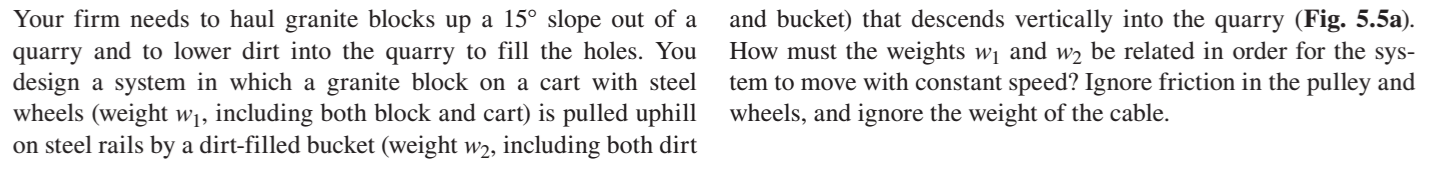 Your firm needs to haul granite blocks up a 15° slope out of a
quarry and to lower dirt into the quarry to fill the holes. You
design a system in which a granite block on a cart with steel
wheels (weight w₁, including both block and cart) is pulled uphill
on steel rails by a dirt-filled bucket (weight w₂, including both dirt
and bucket) that descends vertically into the quarry (Fig. 5.5a).
How must the weights w₁ and w₂ be related in order for the sys-
tem to move with constant speed? Ignore friction in the pulley and
wheels, and ignore the weight of the cable.